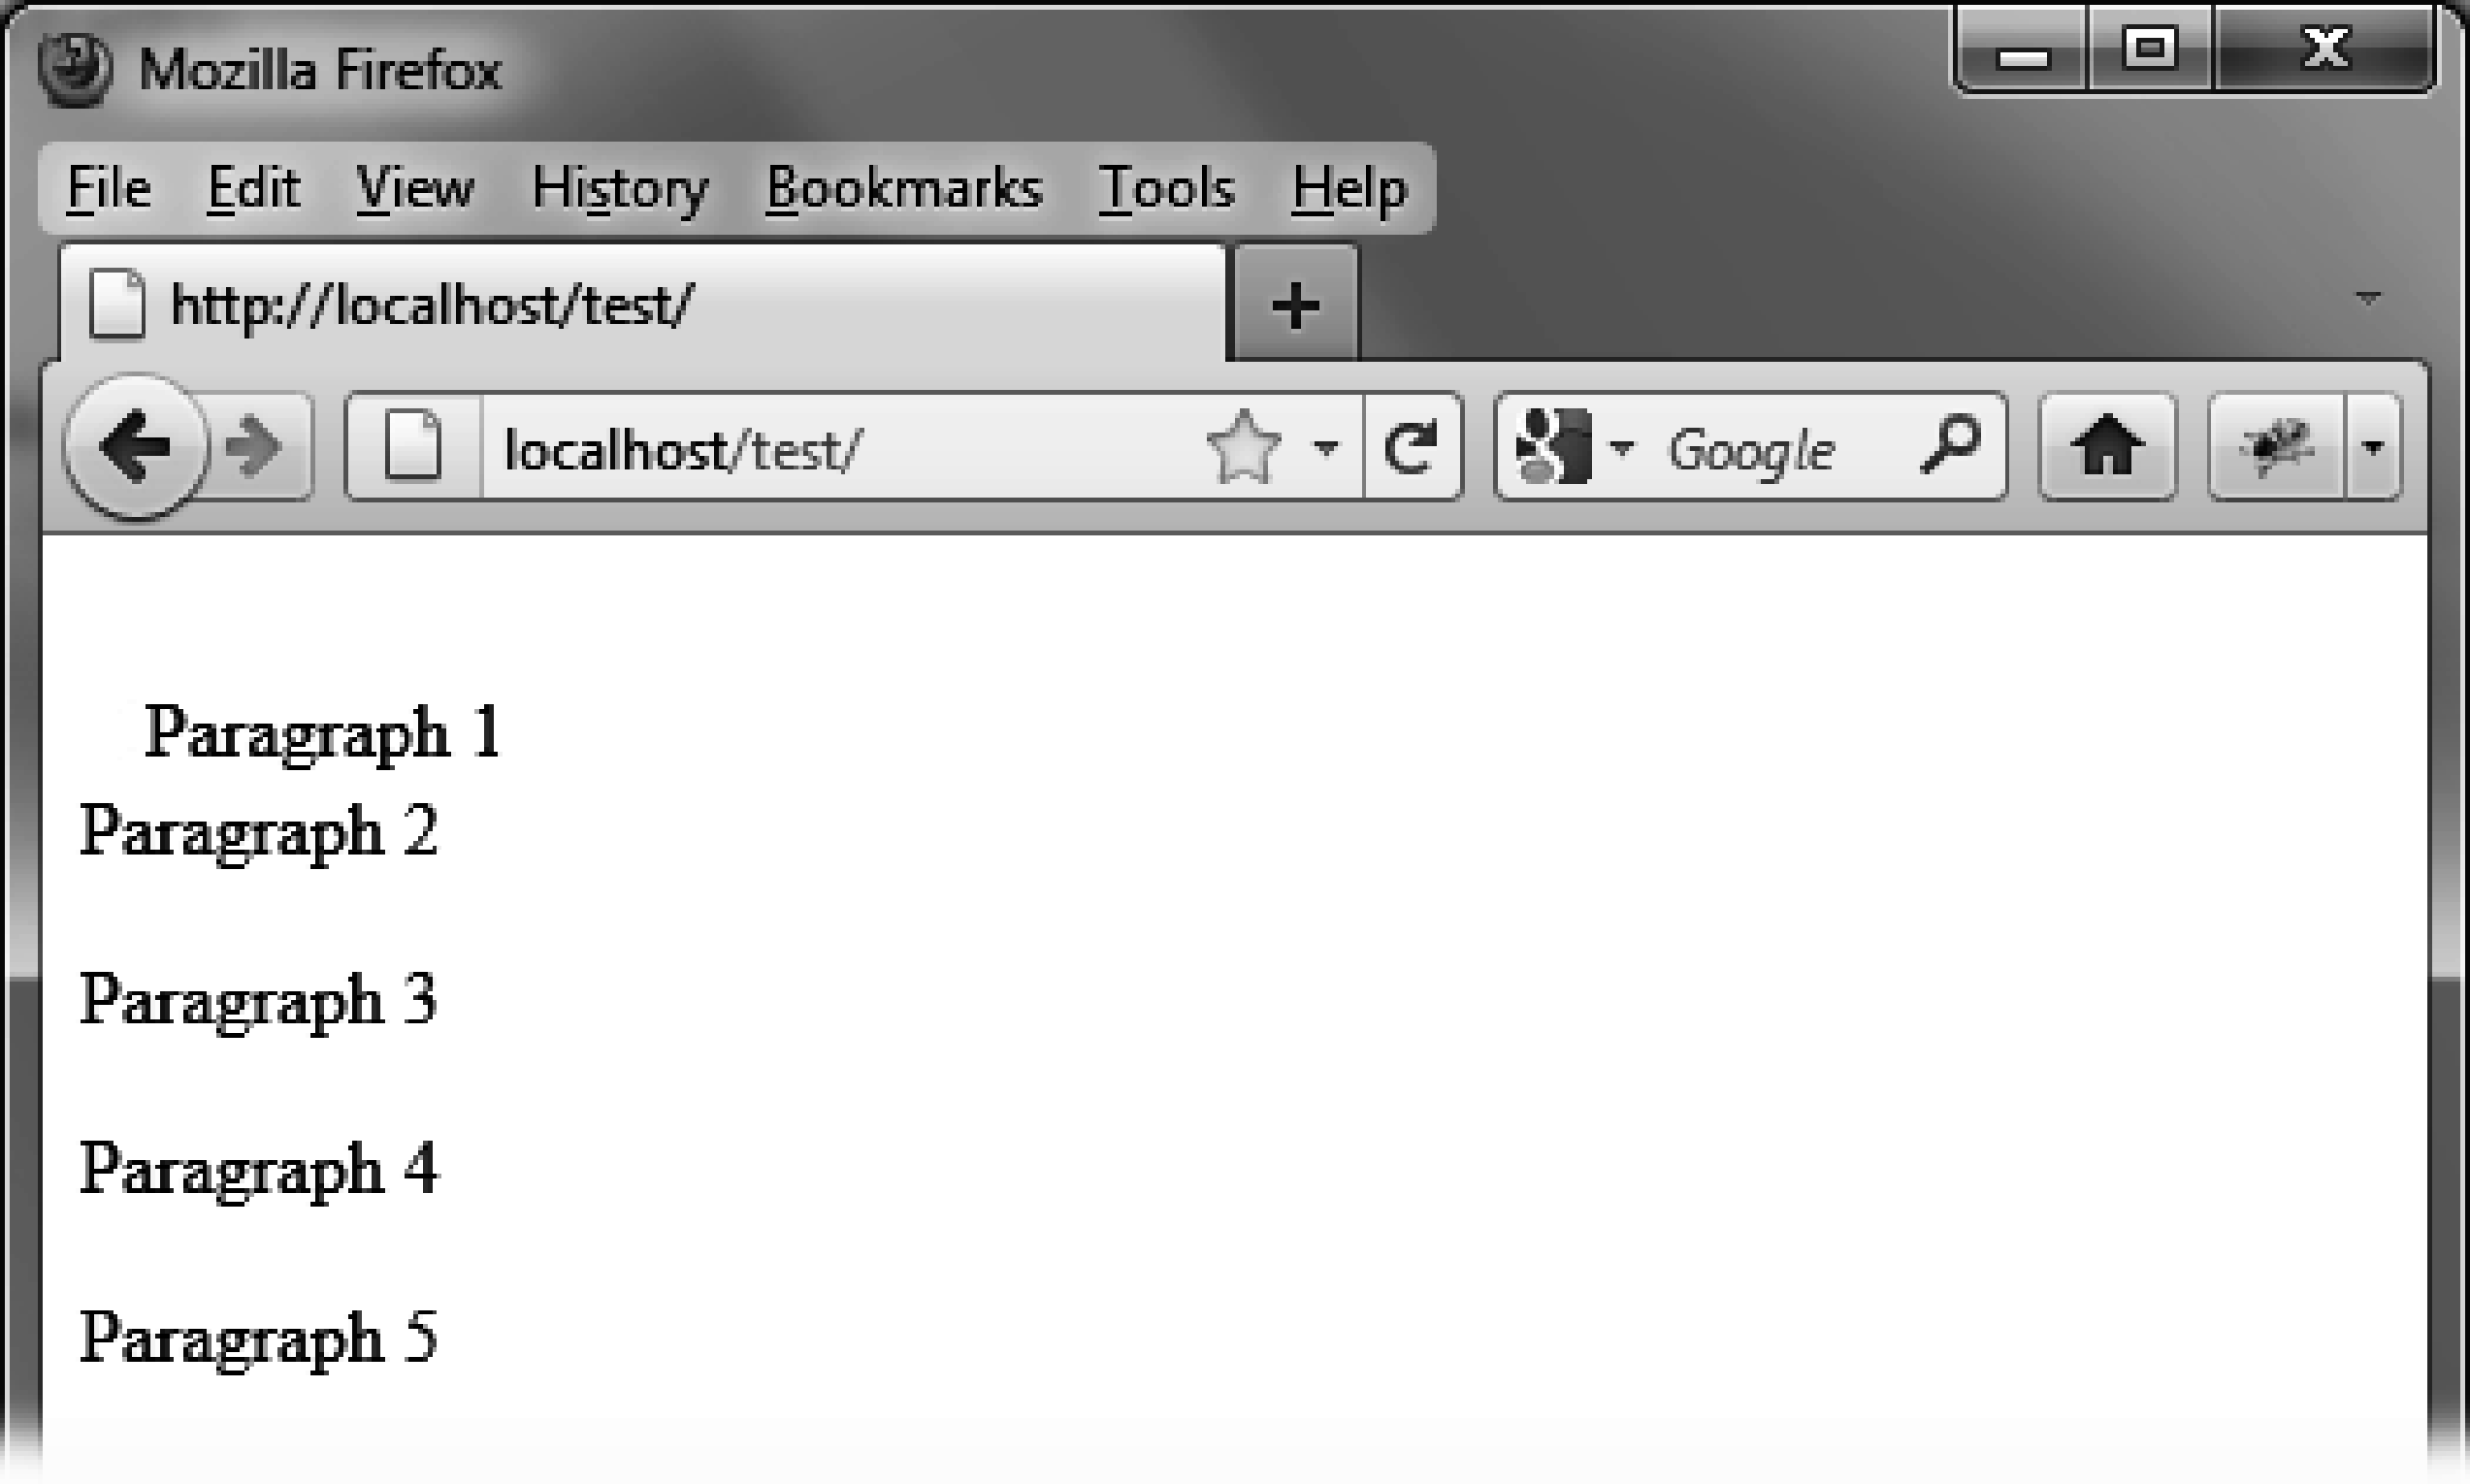 Mozilla Firefox
File Edit View History Bookmarks Tools Help
http://localhost/test/
localhost/test/ Google
Paragraph 1
Paragraph 2
Paragraph 3
Paragraph 4
Paragraph 5